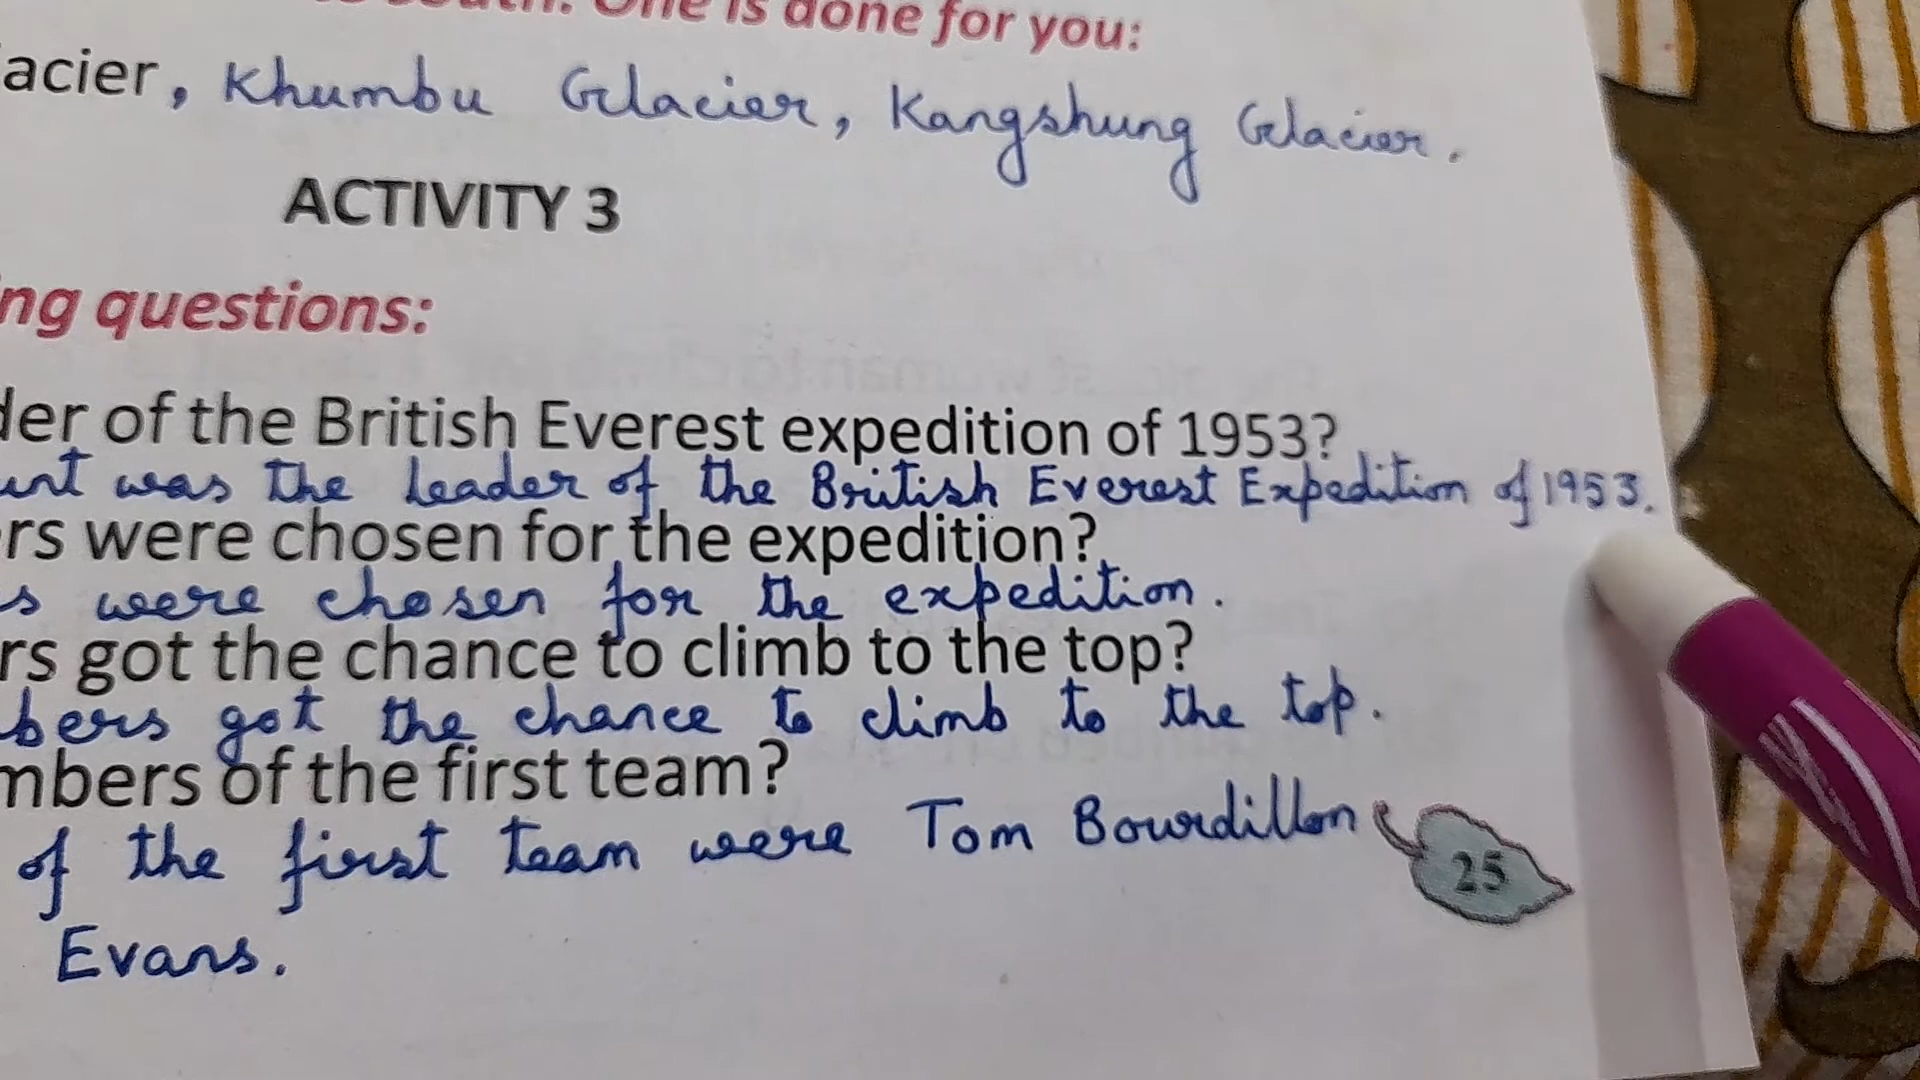 to south. One is done for you:
acier, Khumbu Glacier, Kangshung Glacier.
ACTIVITY 3
ng questions:
der of the British Everest expedition of 1953?
unt was the leader of the British Everest Expedition of 1953.
rs were chosen for the expedition?
s were chosen for the expedition.
rs got the chance to climb to the top?
bers got the chance to climb to the top.
mbers of the first team?
of the first team were Tom Bourdillon
25
Evans.